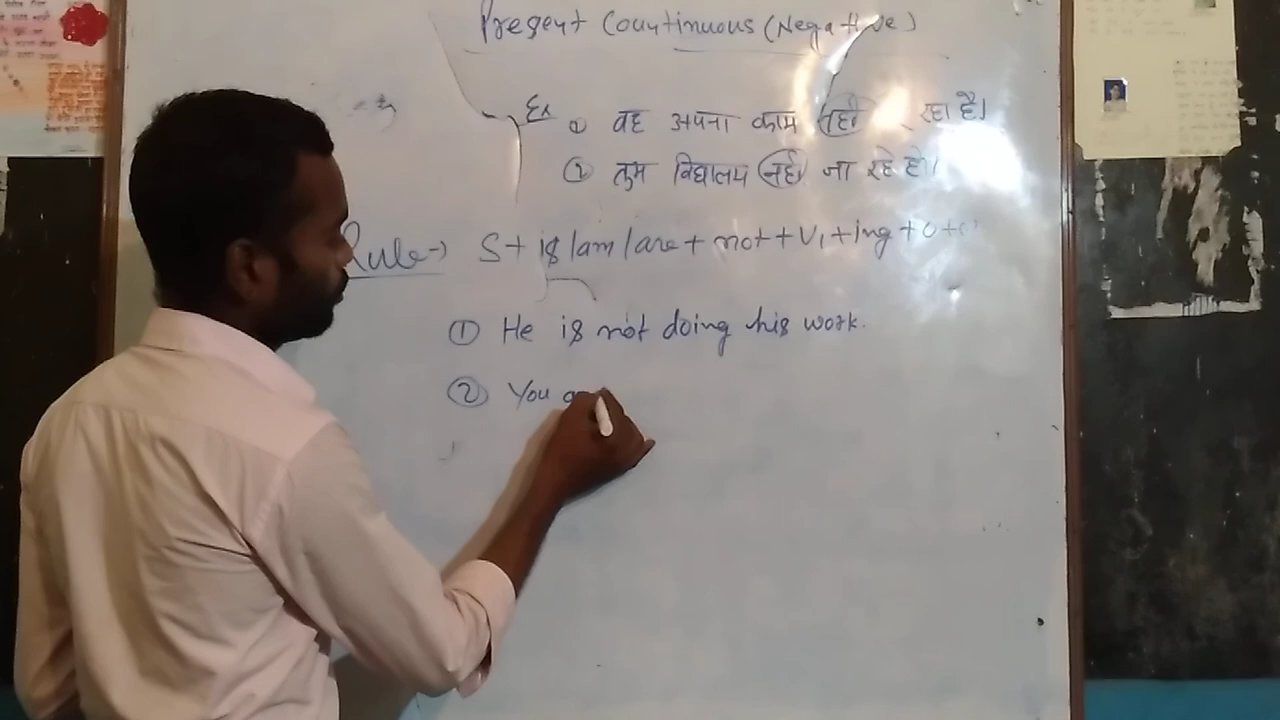 Present Countinuous (Negative)
Ex ① वह अपना काम नहीं रहा है।
② तुम विद्यालय नहीं जा रहे हो।
Rule→ S+ is/am/are + not + V₁ + ing + O +
① He is not doing his work.
② You